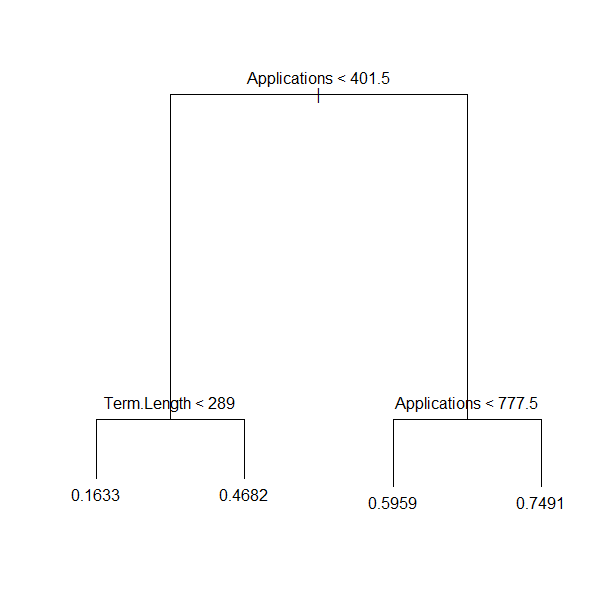 Applications < 401.5
Term.Length < 289
Applications < 777.5
0.1633
0.4682
0.5959
0.7491